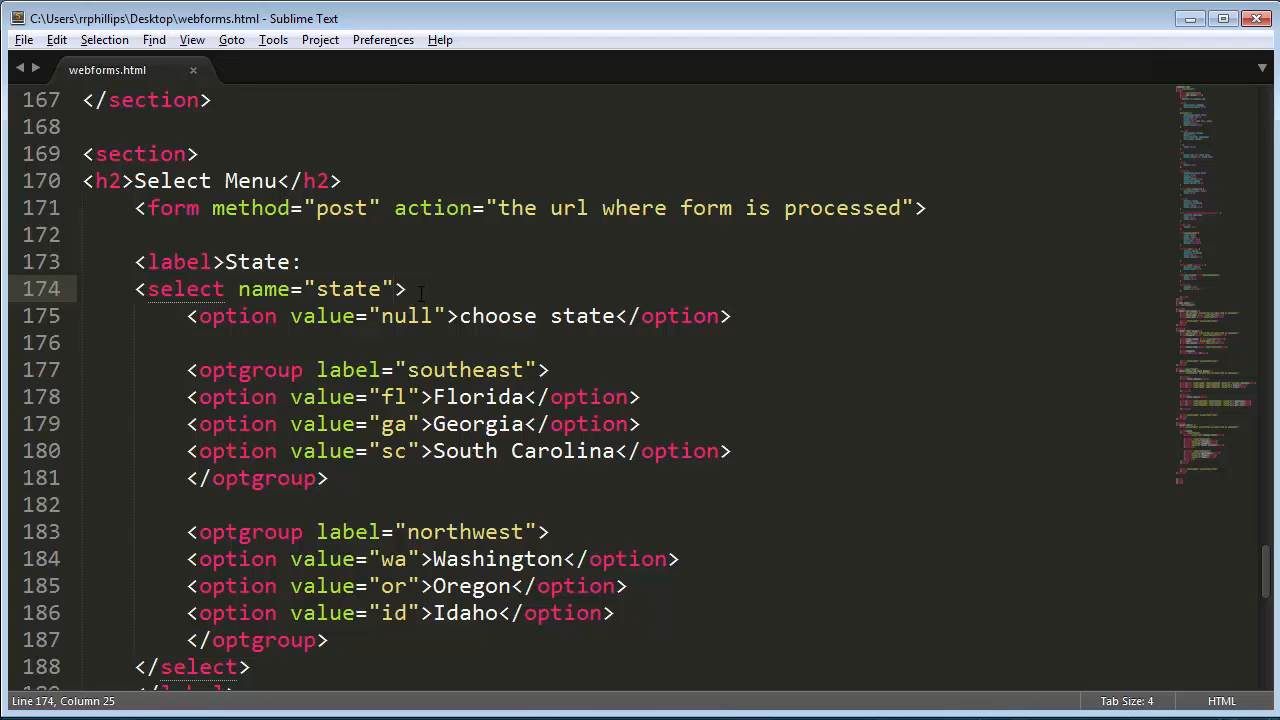 C:\Users\rrphillips\Desktop\webforms.html - Sublime Text
File Edit Selection Find View Goto Tools Project Preferences Help
webforms.html ×
167 </section>
168
169 <section>
170 <h2>Select Menu</h2>
171 <form method="post" action="the url where form is processed">
172
173 <label>State:
174 <select name="state">
175 <option value="null">choose state</option>
176
177 <optgroup label="southeast">
178 <option value="fl">Florida</option>
179 <option value="ga">Georgia</option>
180 <option value="sc">South Carolina</option>
181 </optgroup>
182
183 <optgroup label="northwest">
184 <option value="wa">Washington</option>
185 <option value="or">Oregon</option>
186 <option value="id">Idaho</option>
187 </optgroup>
188 </select>
189 </label>
Line 174, Column 25 Tab Size: 4 HTML